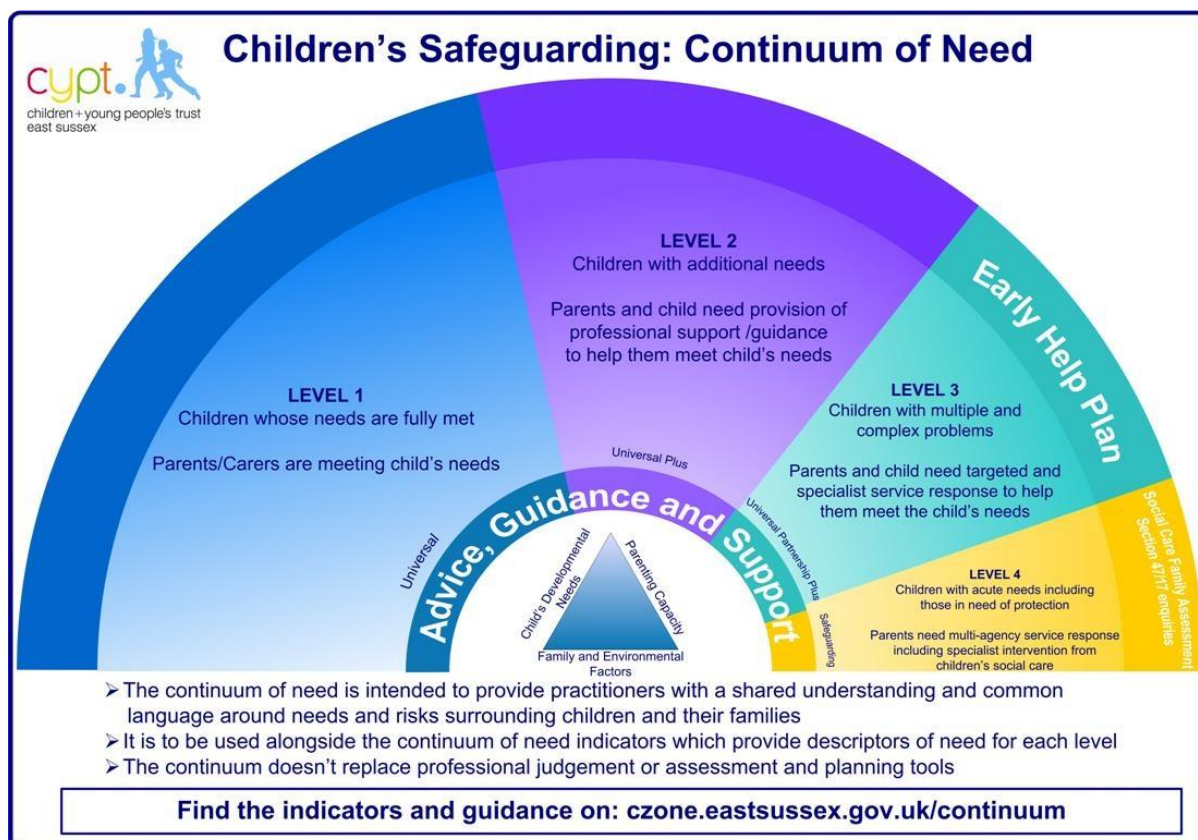 cypt.
children + young people's trust
east sussex
Children's Safeguarding: Continuum of Need
LEVEL 1
Children whose needs are fully met
Parents/Carers are meeting child's needs
LEVEL 2
Children with additional needs
Parents and child need provision of
professional support /guidance
to help them meet child's needs
LEVEL 3
Children with multiple and
complex problems
Parents and child need targeted and
specialist service response to help
them meet the child's needs
LEVEL 4
Children with acute needs including
those in need of protection
Parents need multi-agency service response
including specialist intervention from
children's social care
Early Help Plan
Social Care Family Assessment
Section 47/17 enquiries
Universal
Universal Plus
Universal Partnership Plus
Safeguarding
Advice, Guidance and Support
Child's Developmental
Needs
Parenting Capacity
Family and Environmental
Factors
➢ The continuum of need is intended to provide practitioners with a shared understanding and common
language around needs and risks surrounding children and their families
➢ It is to be used alongside the continuum of need indicators which provide descriptors of need for each level
➢ The continuum doesn't replace professional judgement or assessment and planning tools
Find the indicators and guidance on: czone.eastsussex.gov.uk/continuum